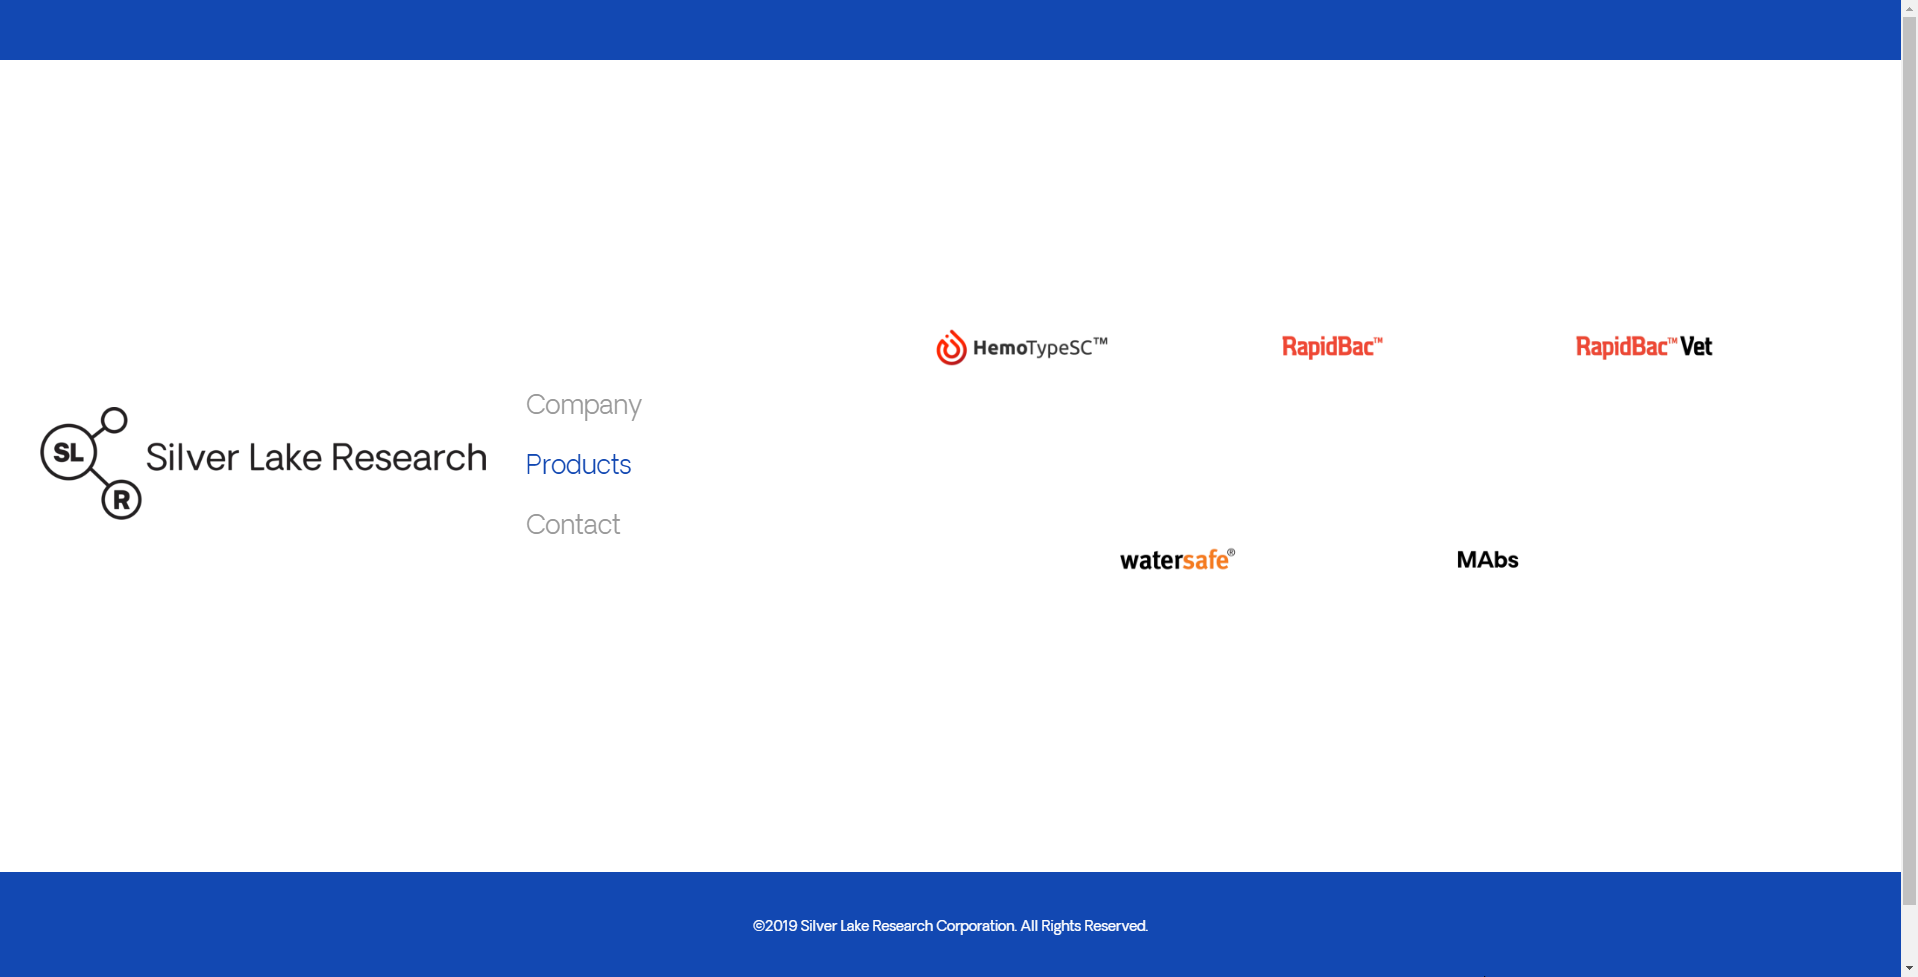 SL
R
Silver Lake Research
Company
Products
Contact
HemoTypeSC™
RapidBac™
RapidBac™ Vet
watersafe®
MAbs
©2019 Silver Lake Research Corporation. All Rights Reserved.